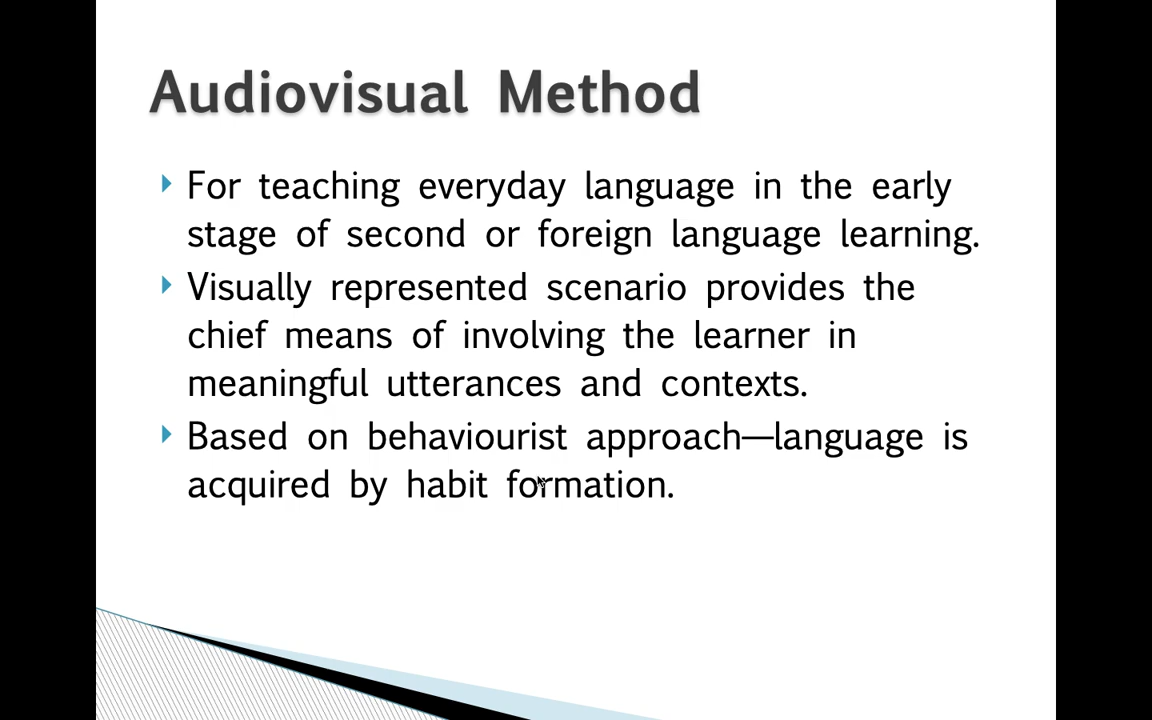 Audiovisual Method
For teaching everyday language in the early
stage of second or foreign language learning.
Visually represented scenario provides the
chief means of involving the learner in
meaningful utterances and contexts.
Based on behaviourist approach—language is
acquired by habit formation.